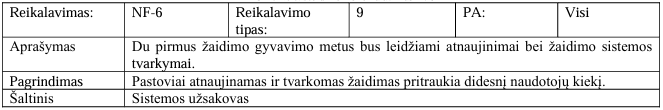 Reikalavimas: NF-6 Reikalavimo tipas: 9 PA: Visi
Aprašymas Du pirmus žaidimo gyvavimo metus bus leidžiami atnaujinimai bei žaidimo sistemos
tvarkymai.
Pagrindimas Pastoviai atnaujinamas ir tvarkomas žaidimas pritraukia didesnį naudotojų kiekį.
Šaltinis Sistemos užsakovas